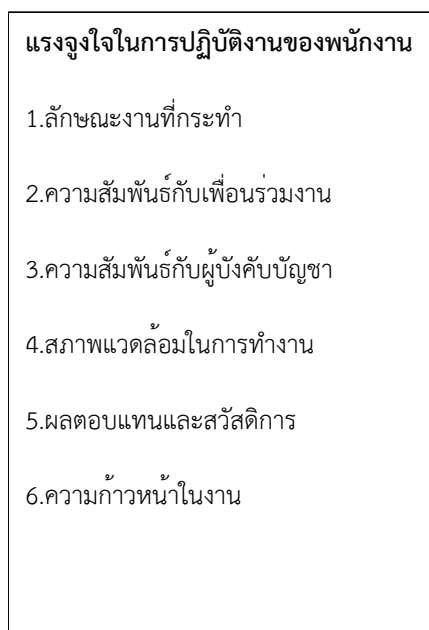 แรงจูงใจในการปฏิบัติงานของพนักงาน
1.ลักษณะงานที่กระทำ
2.ความสัมพันธ์กับเพื่อนร่วมงาน
3.ความสัมพันธ์กับผู้บังคับบัญชา
4.สภาพแวดล้อมในการทำงาน
5.ผลตอบแทนและสวัสดิการ
6.ความก้าวหน้าในงาน